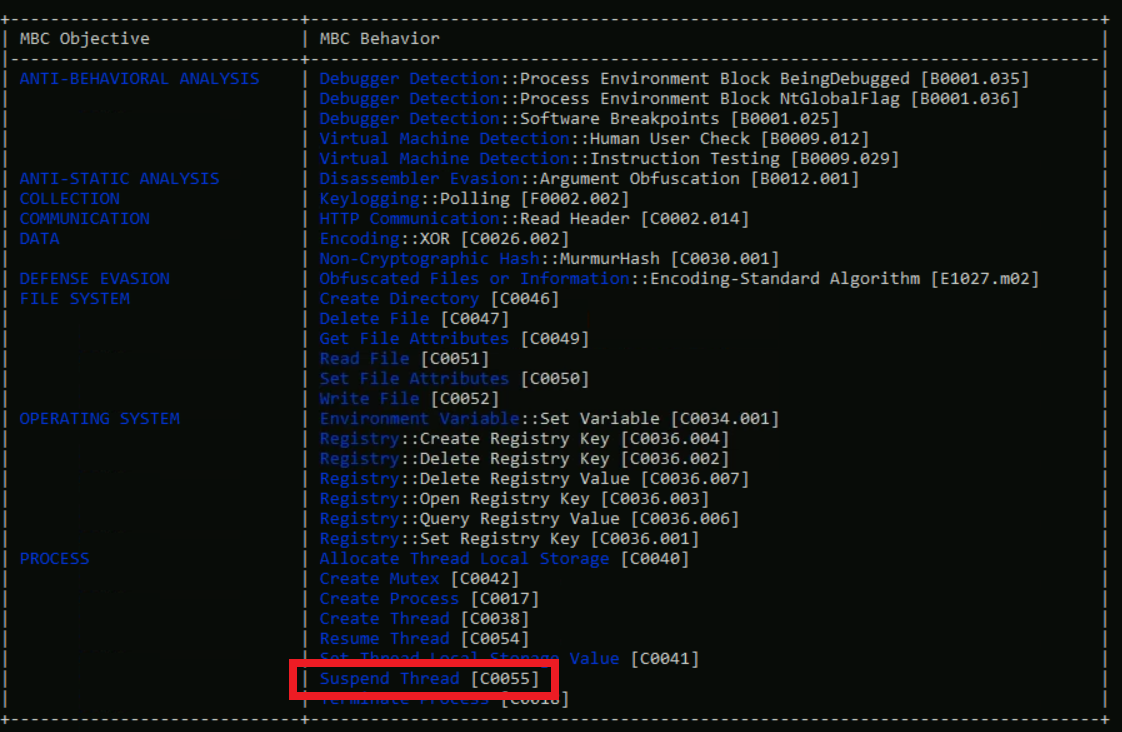 MBC Objective MBC Behavior
ANTI-BEHAVIORAL ANALYSIS Debugger Detection::Process Environment Block BeingDebugged [B0001.035]
Debugger Detection::Process Environment Block NtGlobalFlag [B0001.036]
Debugger Detection::Software Breakpoints [B0001.025]
Virtual Machine Detection::Human User Check [B0009.012]
Virtual Machine Detection::Instruction Testing [B0009.029]
ANTI-STATIC ANALYSIS Disassembler Evasion::Argument Obfuscation [B0012.001]
COLLECTION Keylogging::Polling [F0002.002]
COMMUNICATION HTTP Communication::Read Header [C0002.014]
DATA Encoding::XOR [C0026.002]
Non-Cryptographic Hash::MurmurHash [C0030.001]
DEFENSE EVASION Obfuscated Files or Information::Encoding-Standard Algorithm [E1027.m02]
FILE SYSTEM Create Directory [C0046]
Delete File [C0047]
Get File Attributes [C0049]
Read File [C0051]
Set File Attributes [C0050]
Write File [C0052]
OPERATING SYSTEM Environment Variable::Set Variable [C0034.001]
Registry::Create Registry Key [C0036.004]
Registry::Delete Registry Key [C0036.002]
Registry::Delete Registry Value [C0036.007]
Registry::Open Registry Key [C0036.003]
Registry::Query Registry Value [C0036.006]
Registry::Set Registry Key [C0036.001]
PROCESS Allocate Thread Local Storage [C0040]
Create Mutex [C0042]
Create Process [C0017]
Create Thread [C0038]
Resume Thread [C0054]
Set Thread Local Storage Value [C0041]
Suspend Thread [C0055]
Terminate Process [C0018]